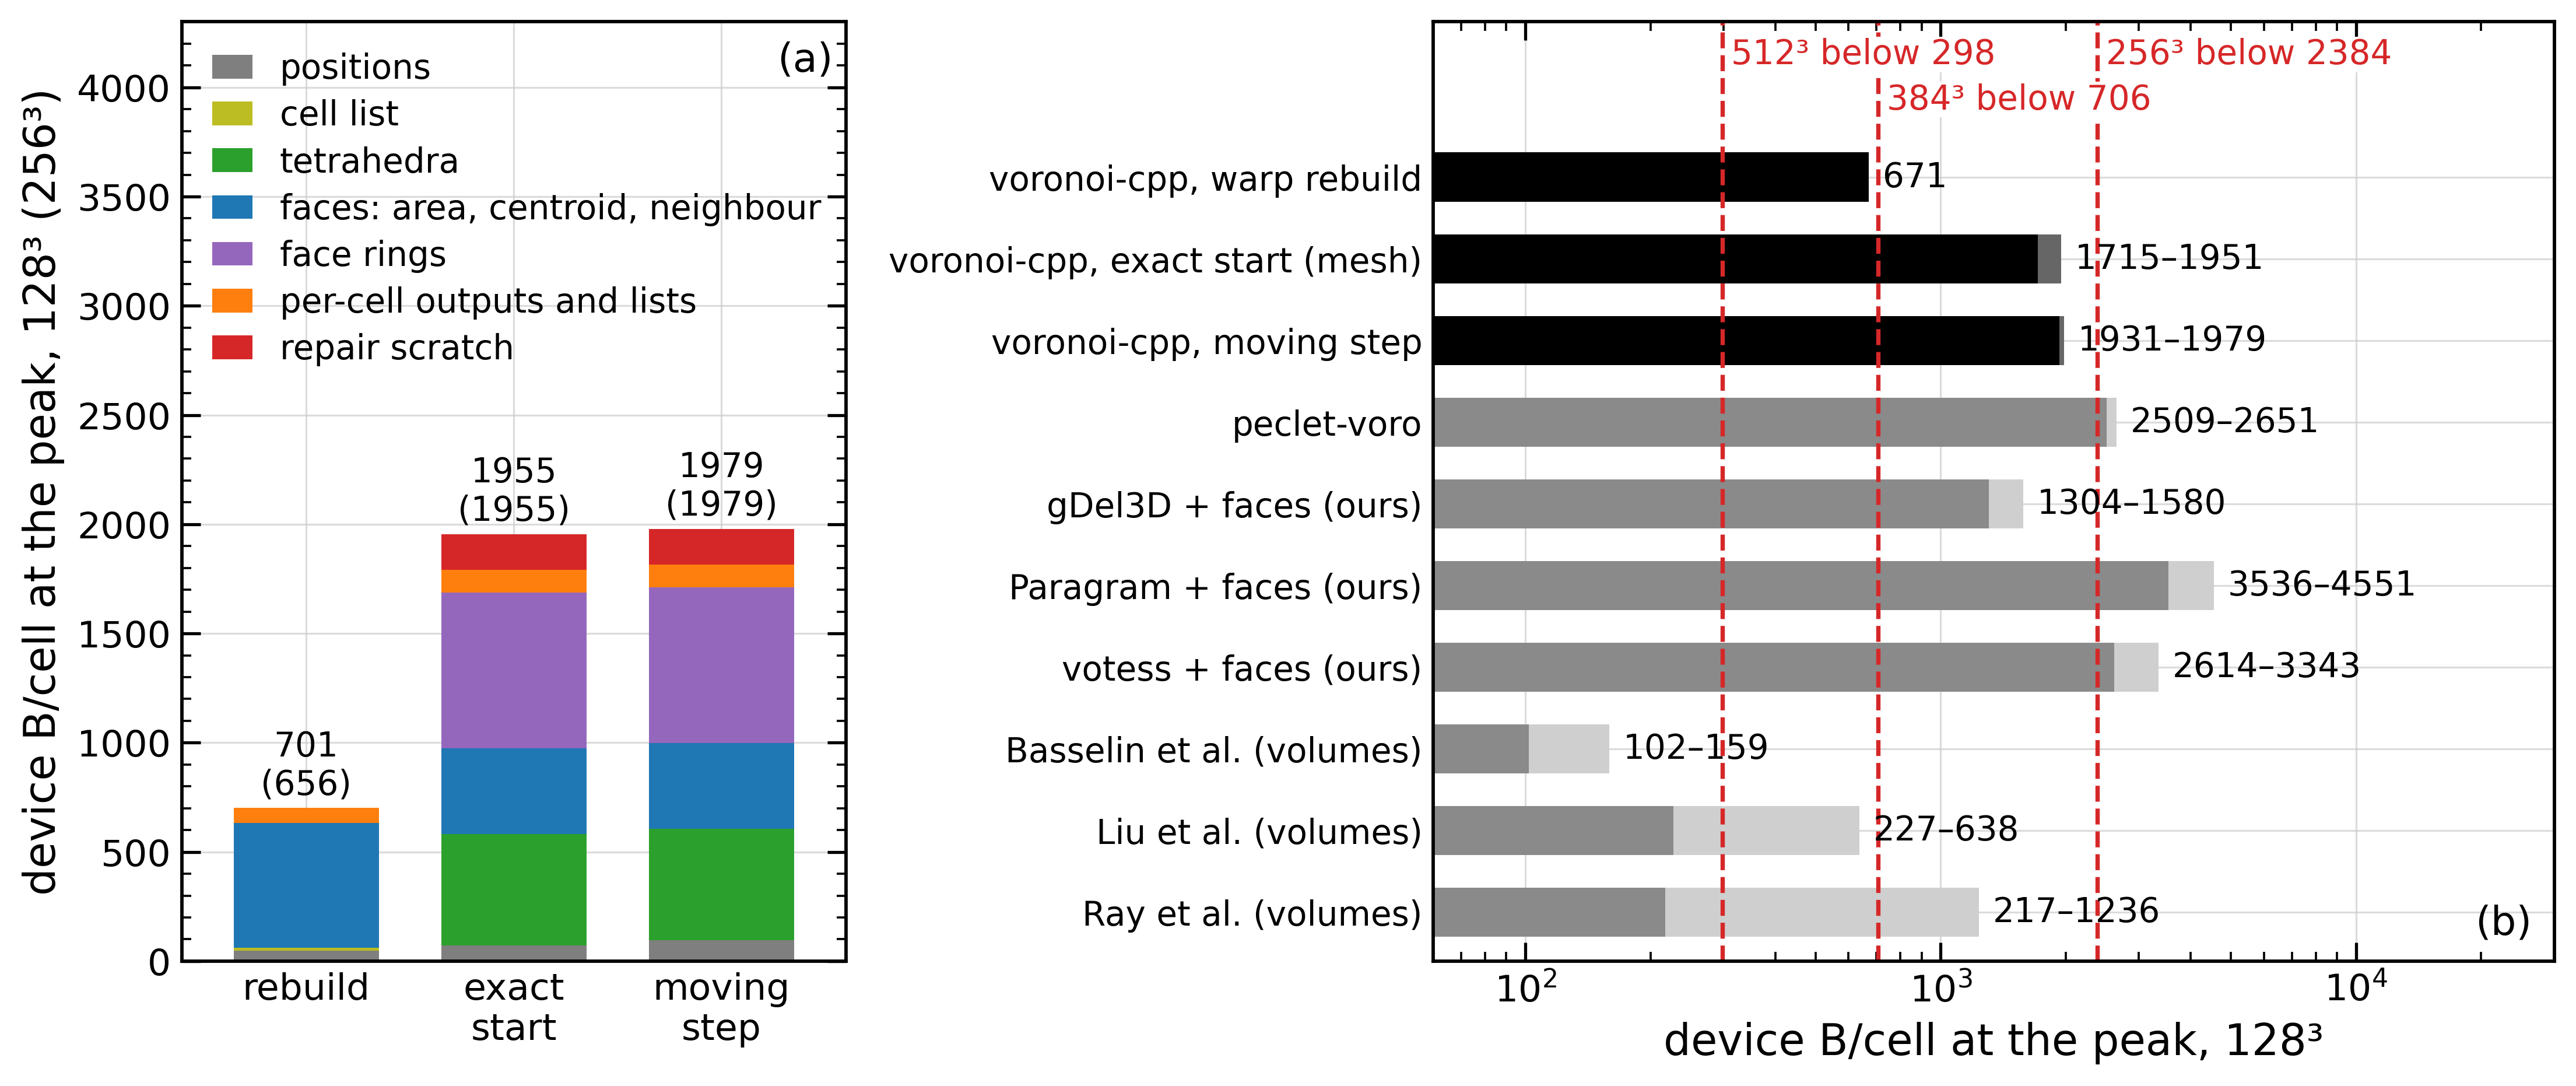 (a)
positions
cell list
tetrahedra
faces: area, centroid, neighbour
face rings
per-cell outputs and lists
repair scratch
device B/cell at the peak, 128³ (256³)
4000
3500
3000
2500
2000
1500
1000
500
0
701
(656)
1955
(1955)
1979
(1979)
rebuild
exact
start
moving
step
512³ below 298
256³ below 2384
384³ below 706
voronoi-cpp, warp rebuild
671
voronoi-cpp, exact start (mesh)
1715–1951
voronoi-cpp, moving step
1931–1979
peclet-voro
2509–2651
gDel3D + faces (ours)
1304–1580
Paragram + faces (ours)
3536–4551
votess + faces (ours)
2614–3343
Basselin et al. (volumes)
102–159
Liu et al. (volumes)
227–638
Ray et al. (volumes)
217–1236
(b)
10²
10³
10⁴
device B/cell at the peak, 128³